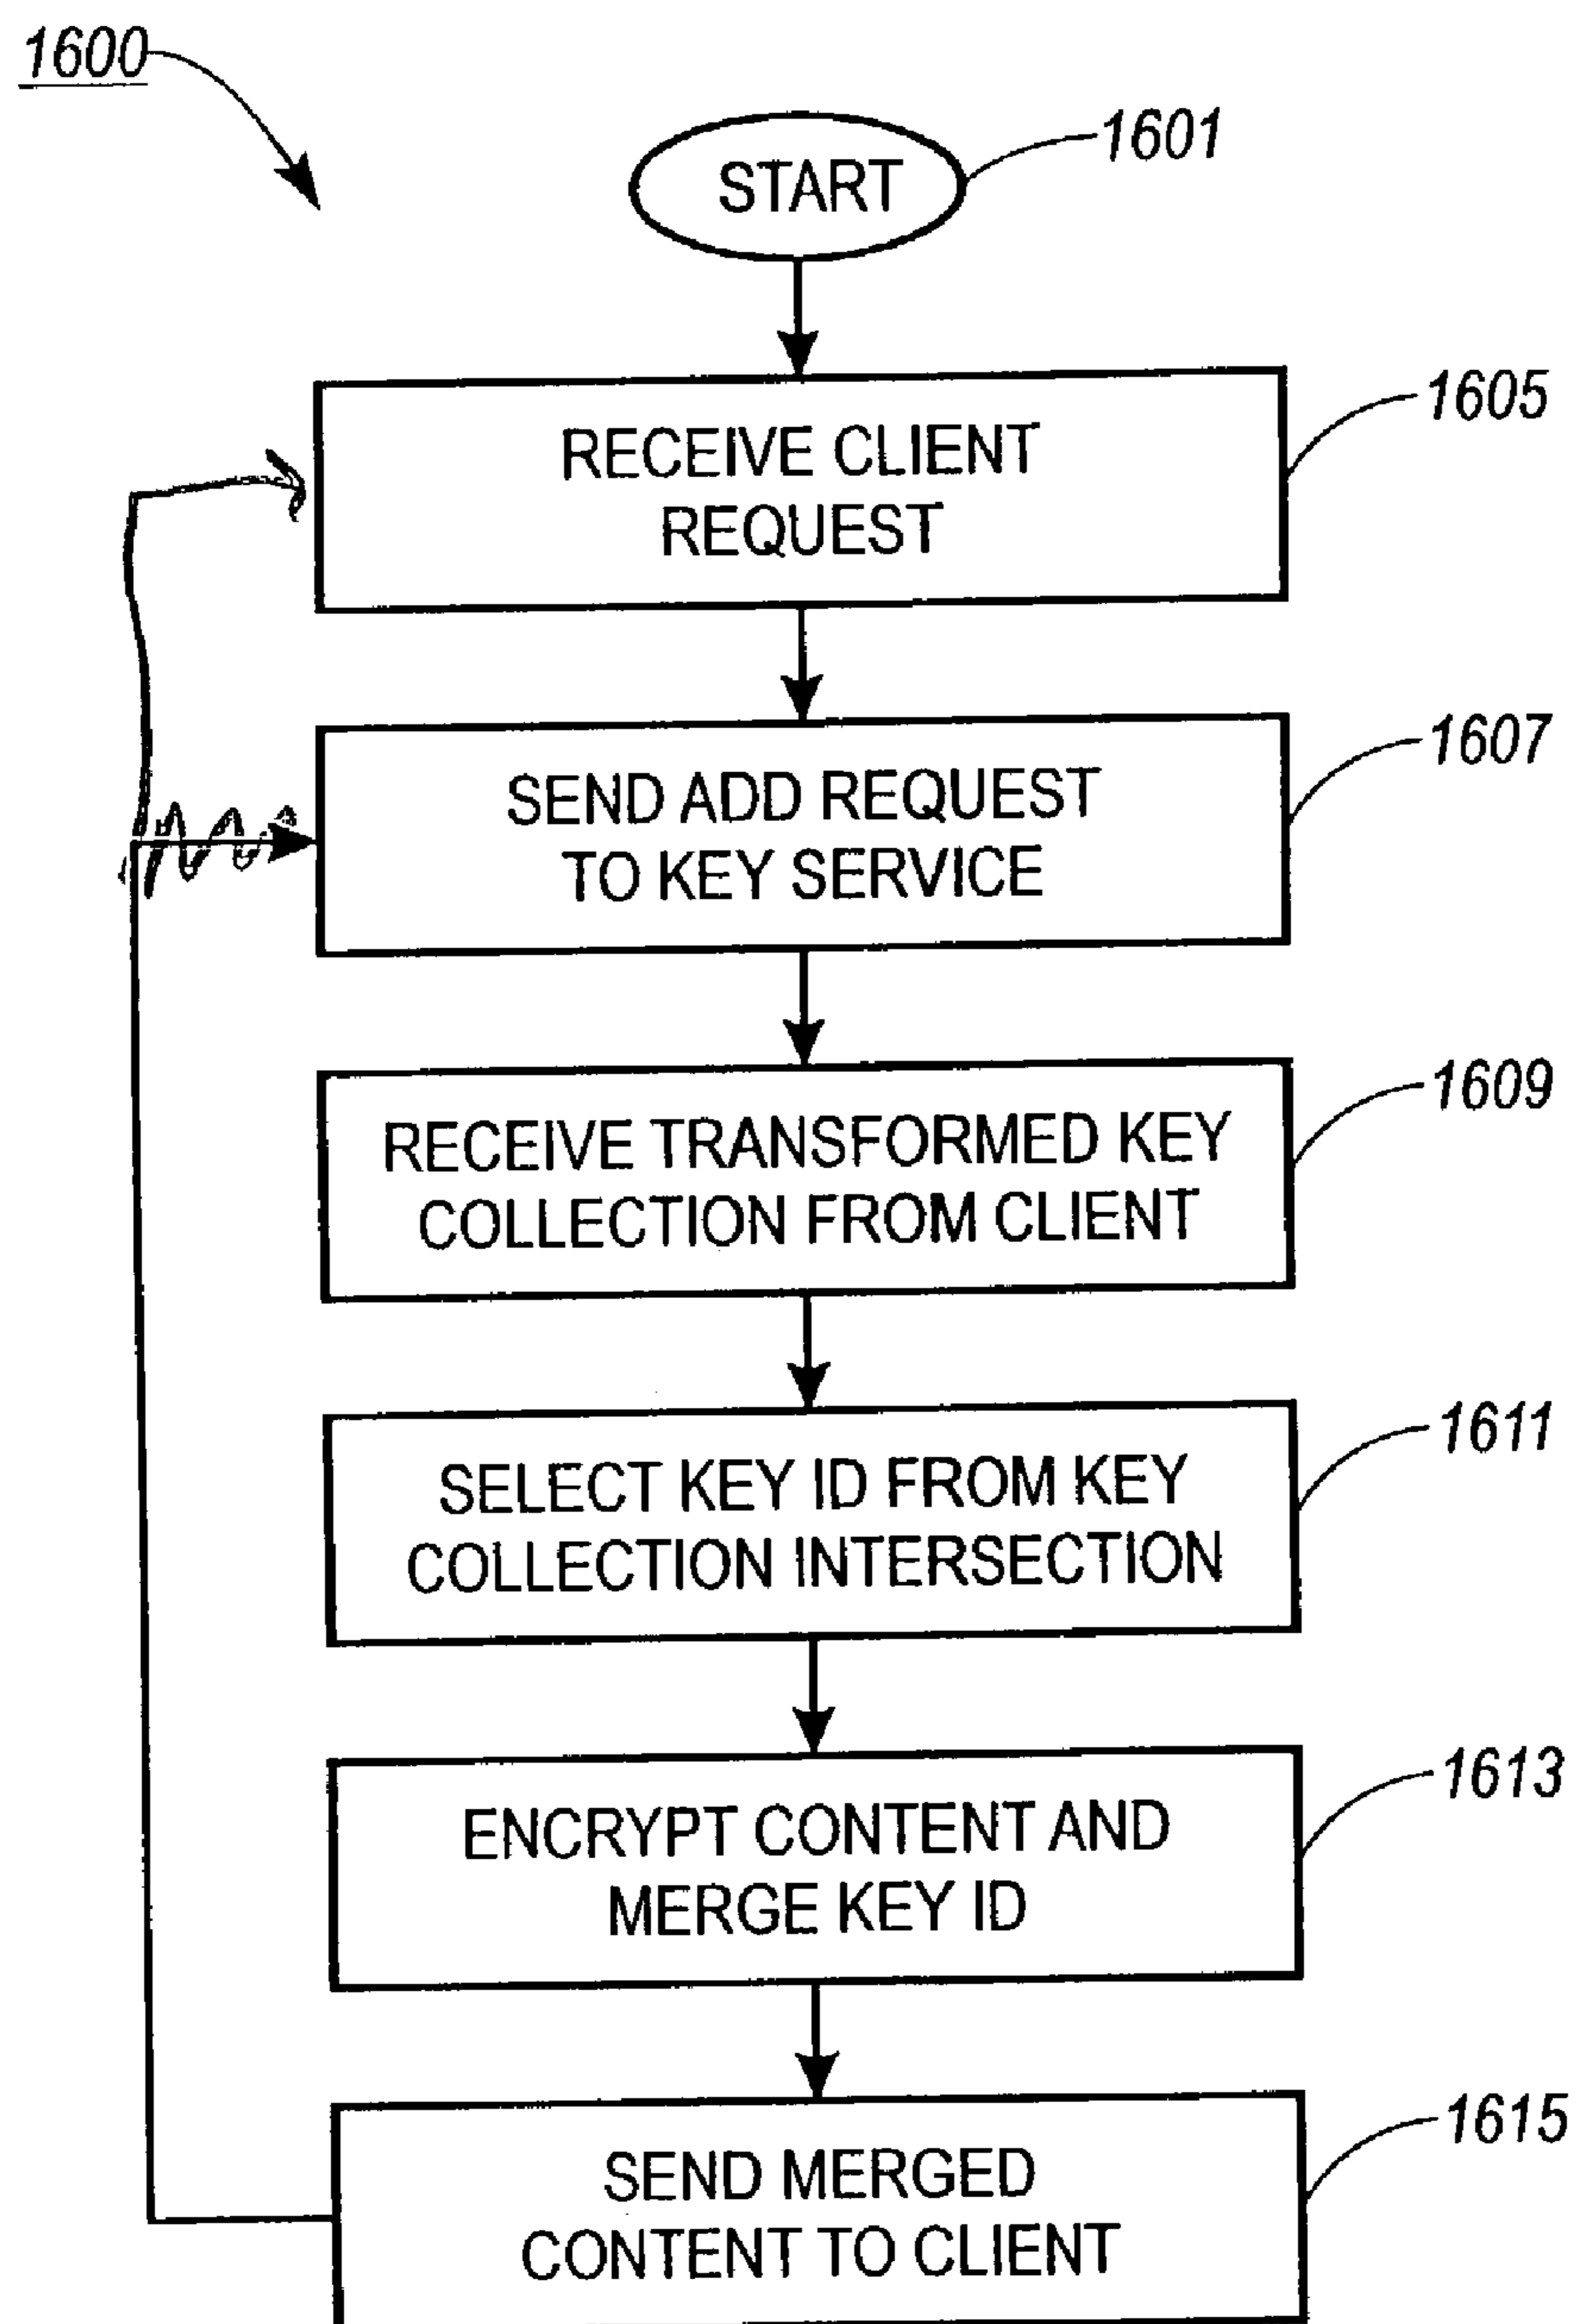 1600
START
1601
RECEIVE CLIENT
REQUEST
1605
SEND ADD REQUEST
TO KEY SERVICE
1607
RECEIVE TRANSFORMED KEY
COLLECTION FROM CLIENT
1609
SELECT KEY ID FROM KEY
COLLECTION INTERSECTION
1611
ENCRYPT CONTENT AND
MERGE KEY ID
1613
SEND MERGED
CONTENT TO CLIENT
1615